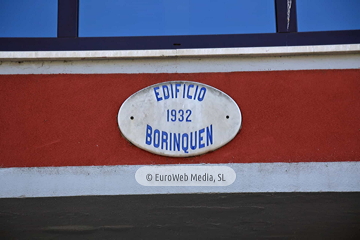 EDIFICIO
1932
BORINQUEN
© EuroWeb Media, SL